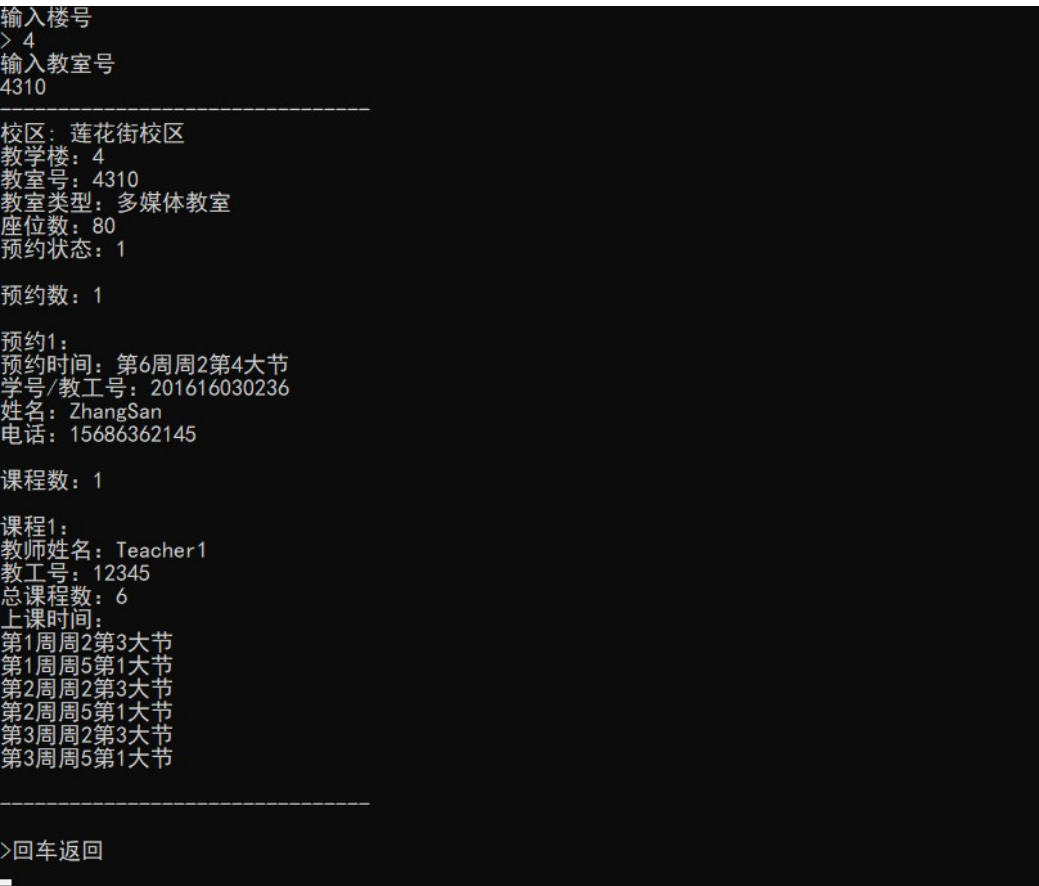 输入楼号
> 4
输入教室号
4310
--------------------------------
校区: 莲花街校区
教学楼：4
教室号：4310
教室类型：多媒体教室
座位数：80
预约状态：1
预约数：1
预约1：
预约时间：第6周周2第4大节
学号/教工号：201616030236
姓名：ZhangSan
电话：15686362145
课程数：1
课程1：
教师姓名：Teacher1
教工号：12345
总课程数：6
上课时间：
第1周周2第3大节
第1周周5第1大节
第2周周2第3大节
第2周周5第1大节
第3周周2第3大节
第3周周5第1大节
--------------------------------
>回车返回